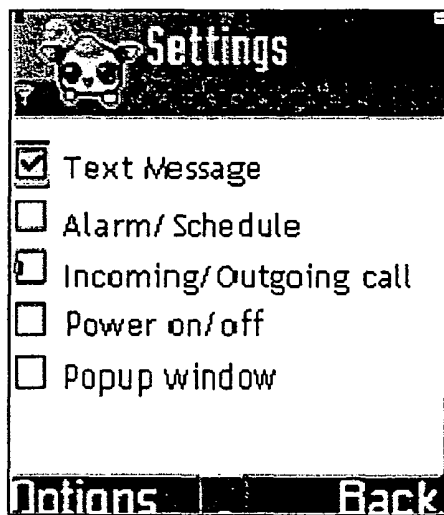 Settings
Text Message
Alarm/ Schedule
Incoming/Outgoing call
Power on/off
Popup window
Options Back